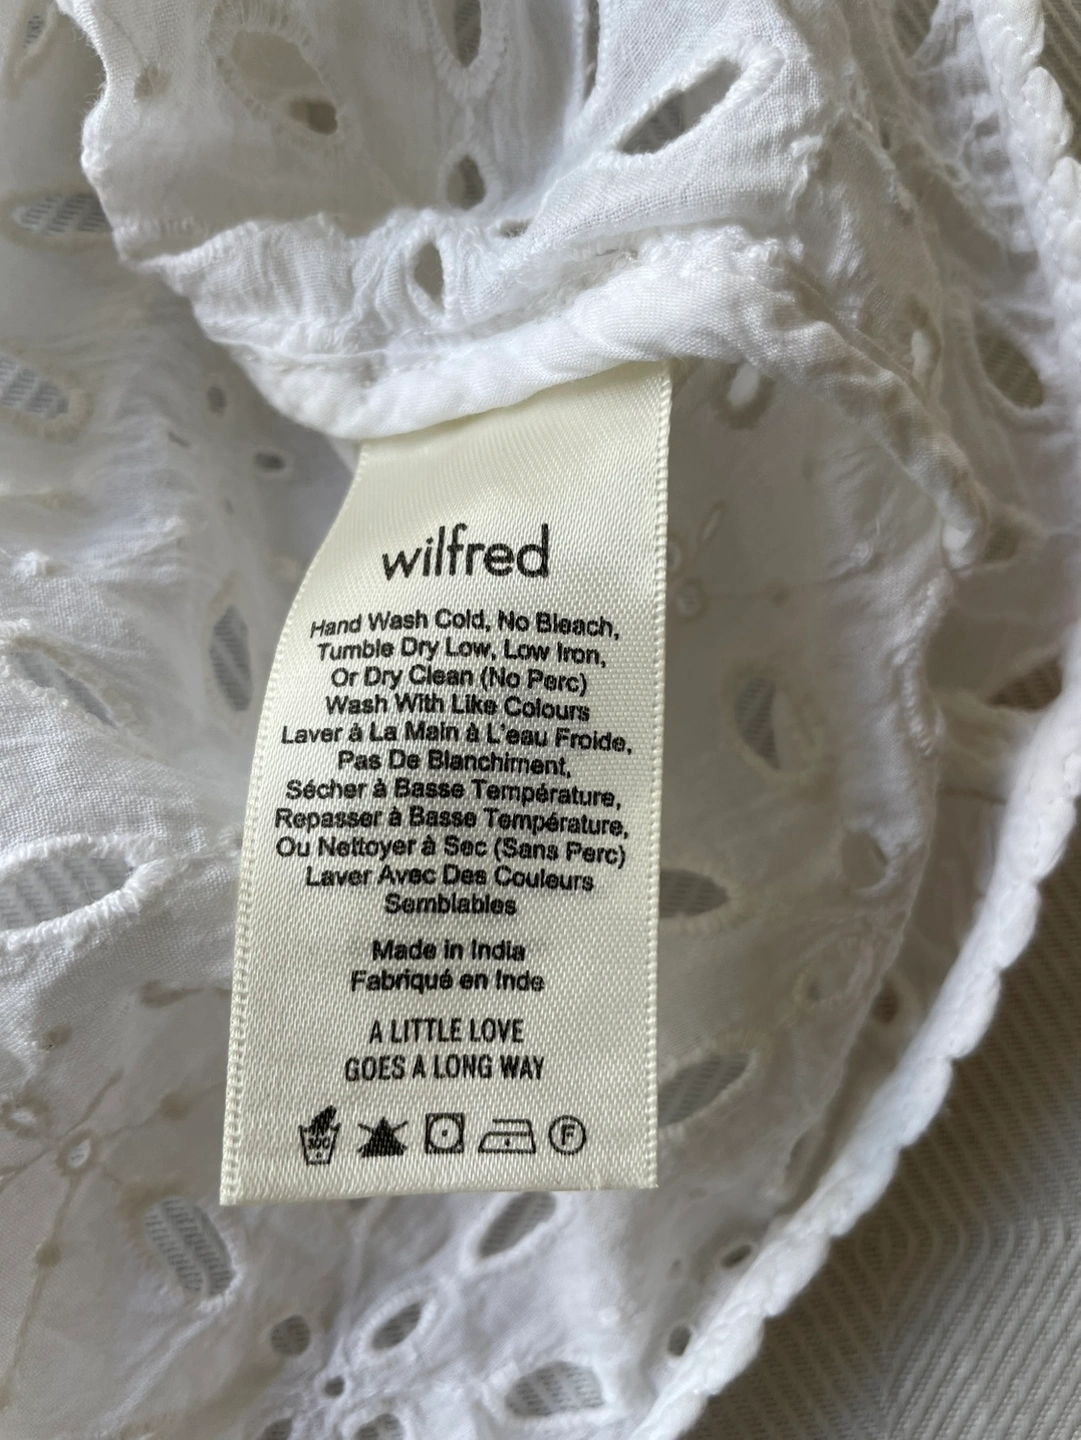 wilfred
Hand Wash Cold, No Bleach,
Tumble Dry Low, Low Iron,
Or Dry Clean (No Perc)
Wash With Like Colours
Laver à La Main à L'eau Froide,
Pas De Blanchiment,
Sécher à Basse Température,
Repasser à Basse Température,
Ou Nettoyer à Sec (Sans Perc)
Laver Avec Des Couleurs
Semblables
Made in India
Fabriqué en Inde
A LITTLE LOVE
GOES A LONG WAY
F